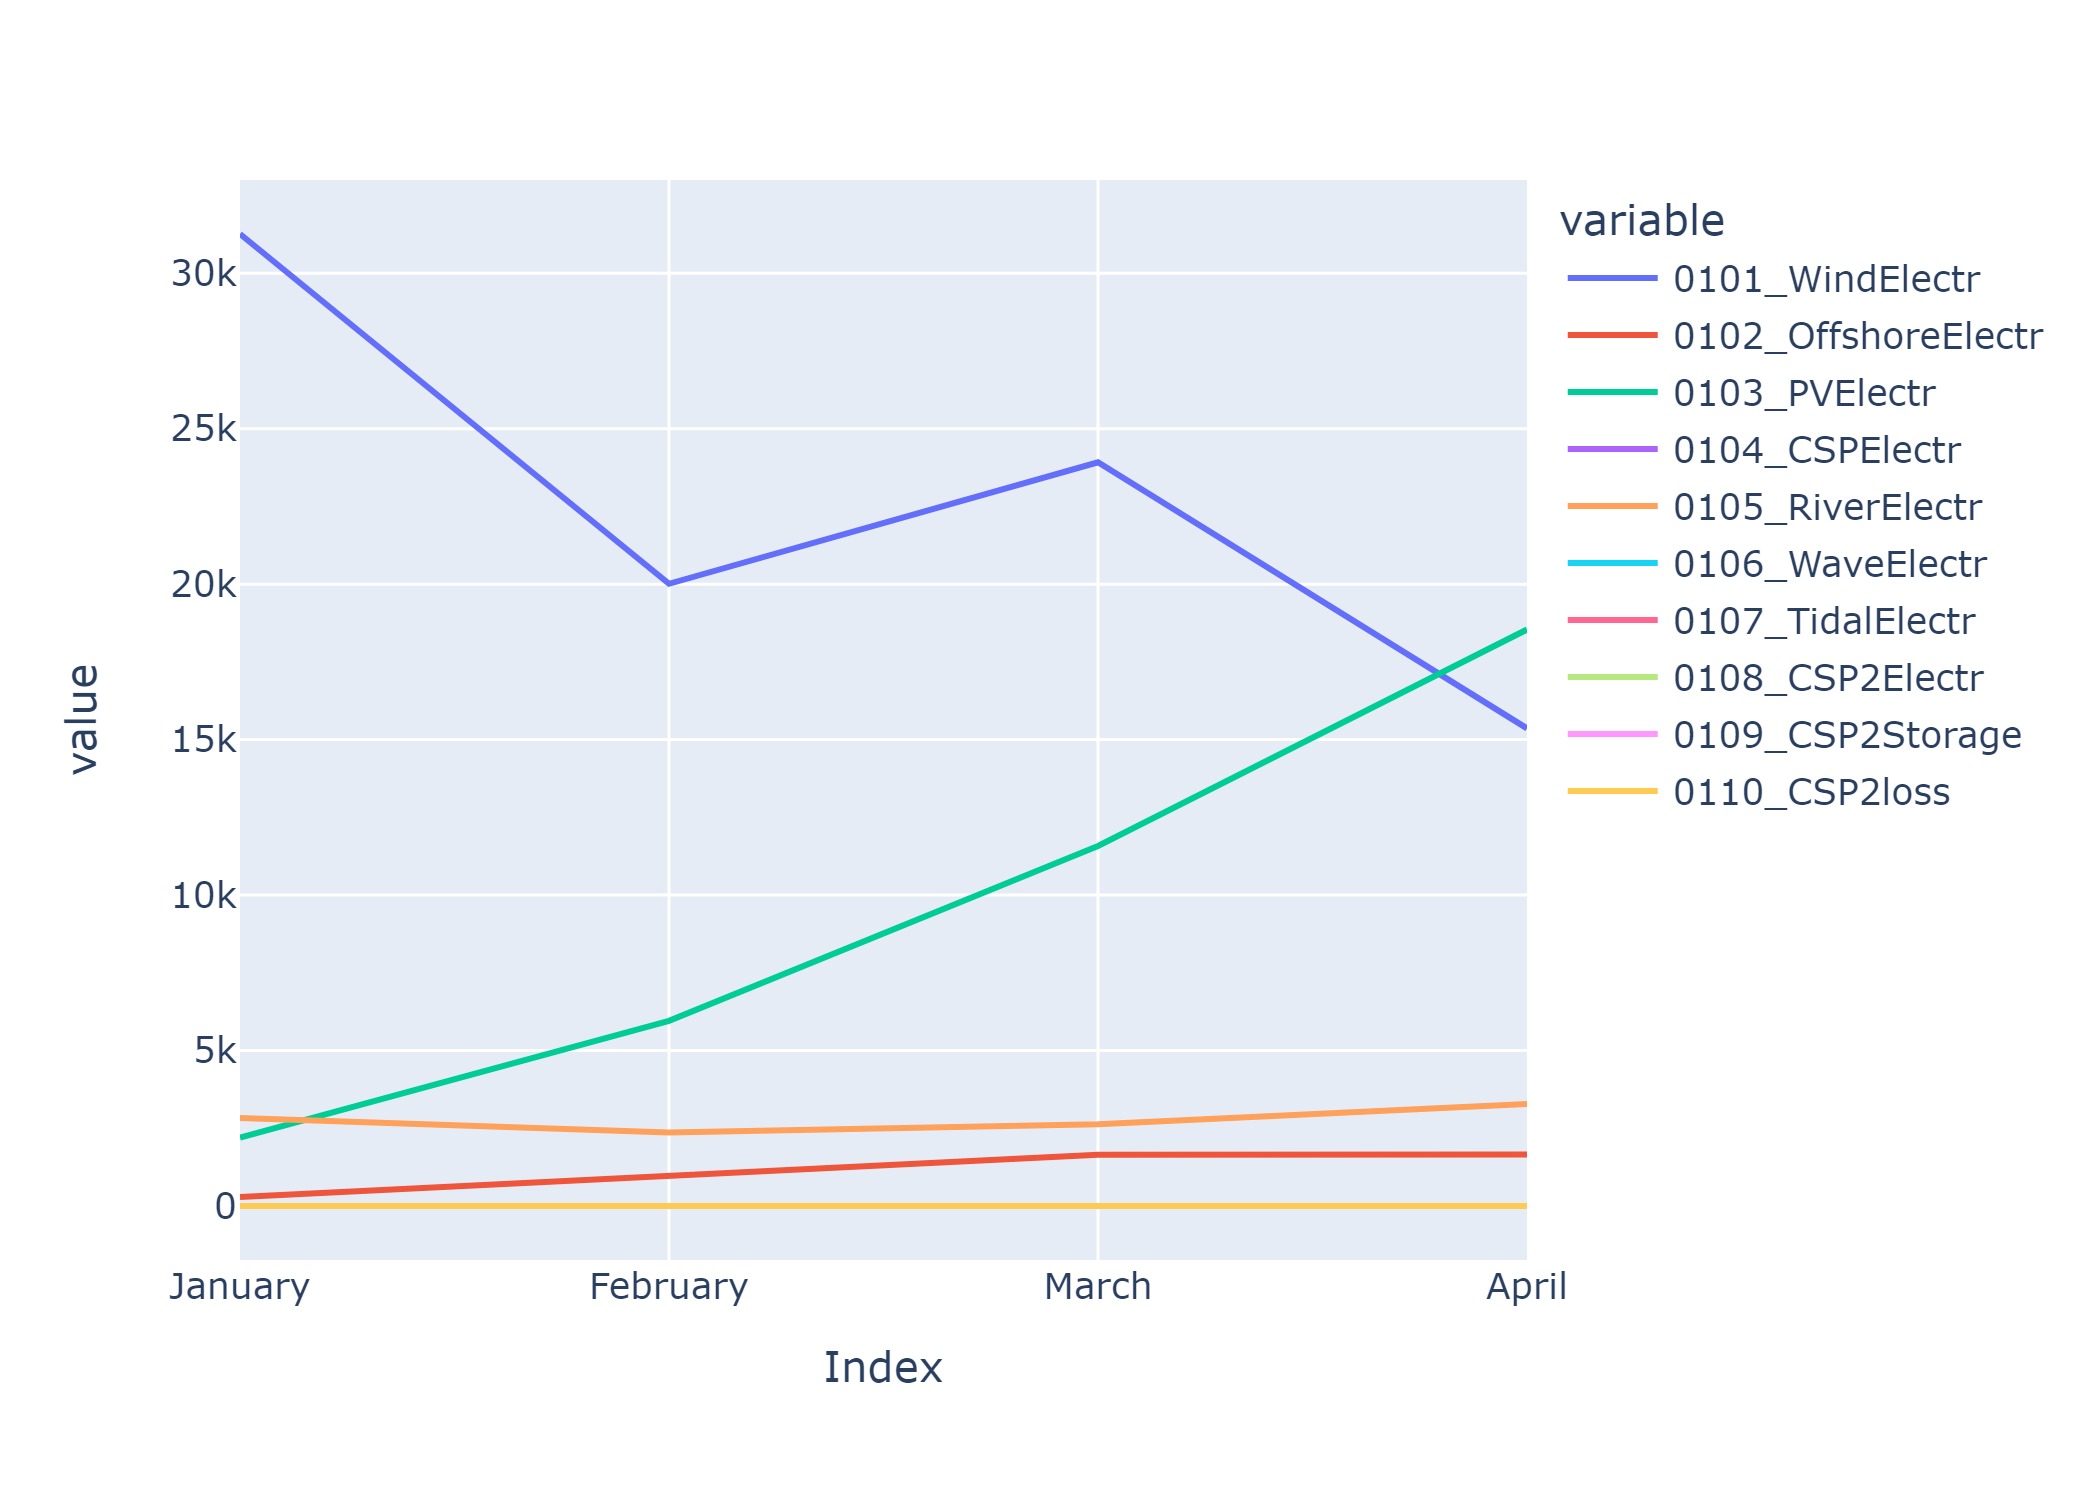 variable
0101_WindElectr
0102_OffshoreElectr
0103_PVElectr
0104_CSPElectr
0105_RiverElectr
0106_WaveElectr
0107_TidalElectr
0108_CSP2Electr
0109_CSP2Storage
0110_CSP2loss
30k
25k
20k
15k
10k
5k
0
value
January February March April
Index